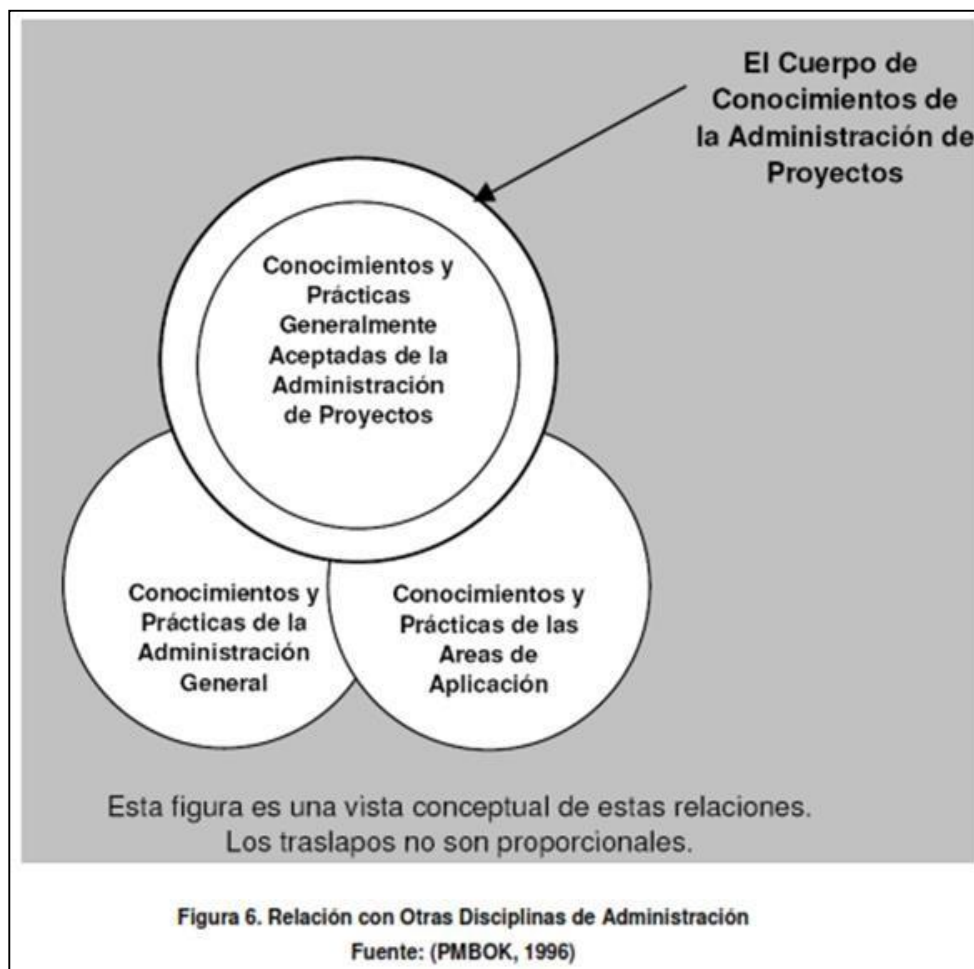 El Cuerpo de
Conocimientos de
la Administración de
Proyectos
Conocimientos y
Prácticas
Generalmente
Aceptadas de la
Administración
de Proyectos
Conocimientos y
Prácticas de la
Administración
General
Conocimientos y
Prácticas de las
Areas de
Aplicación
Esta figura es una vista conceptual de estas relaciones.
Los traslapos no son proporcionales.
Figura 6. Relación con Otras Disciplinas de Administración
Fuente: (PMBOK, 1996)